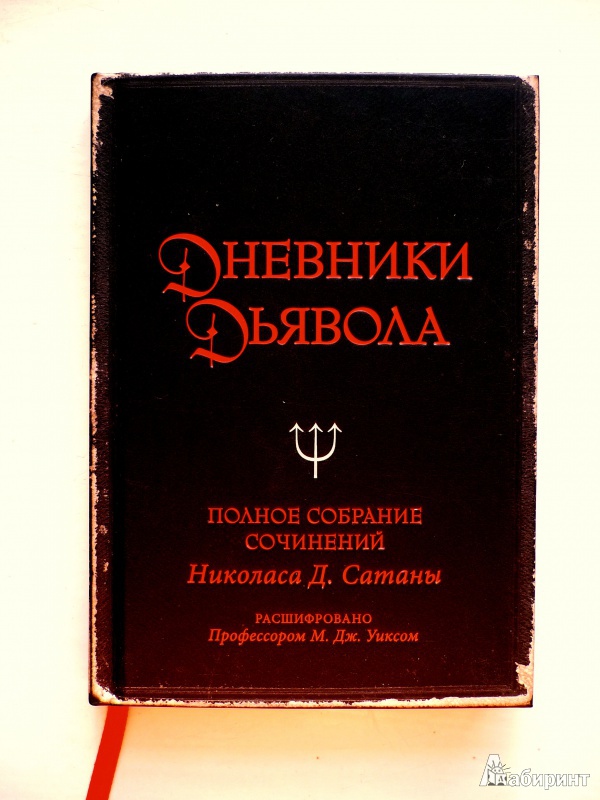 Дневники
Дьявола
ПОЛНОЕ СОБРАНИЕ
СОЧИНЕНИЙ
Николаса Д. Сатаны
РАСШИФРОВАНО
Профессором М. Дж. Уиксом
Лабиринт